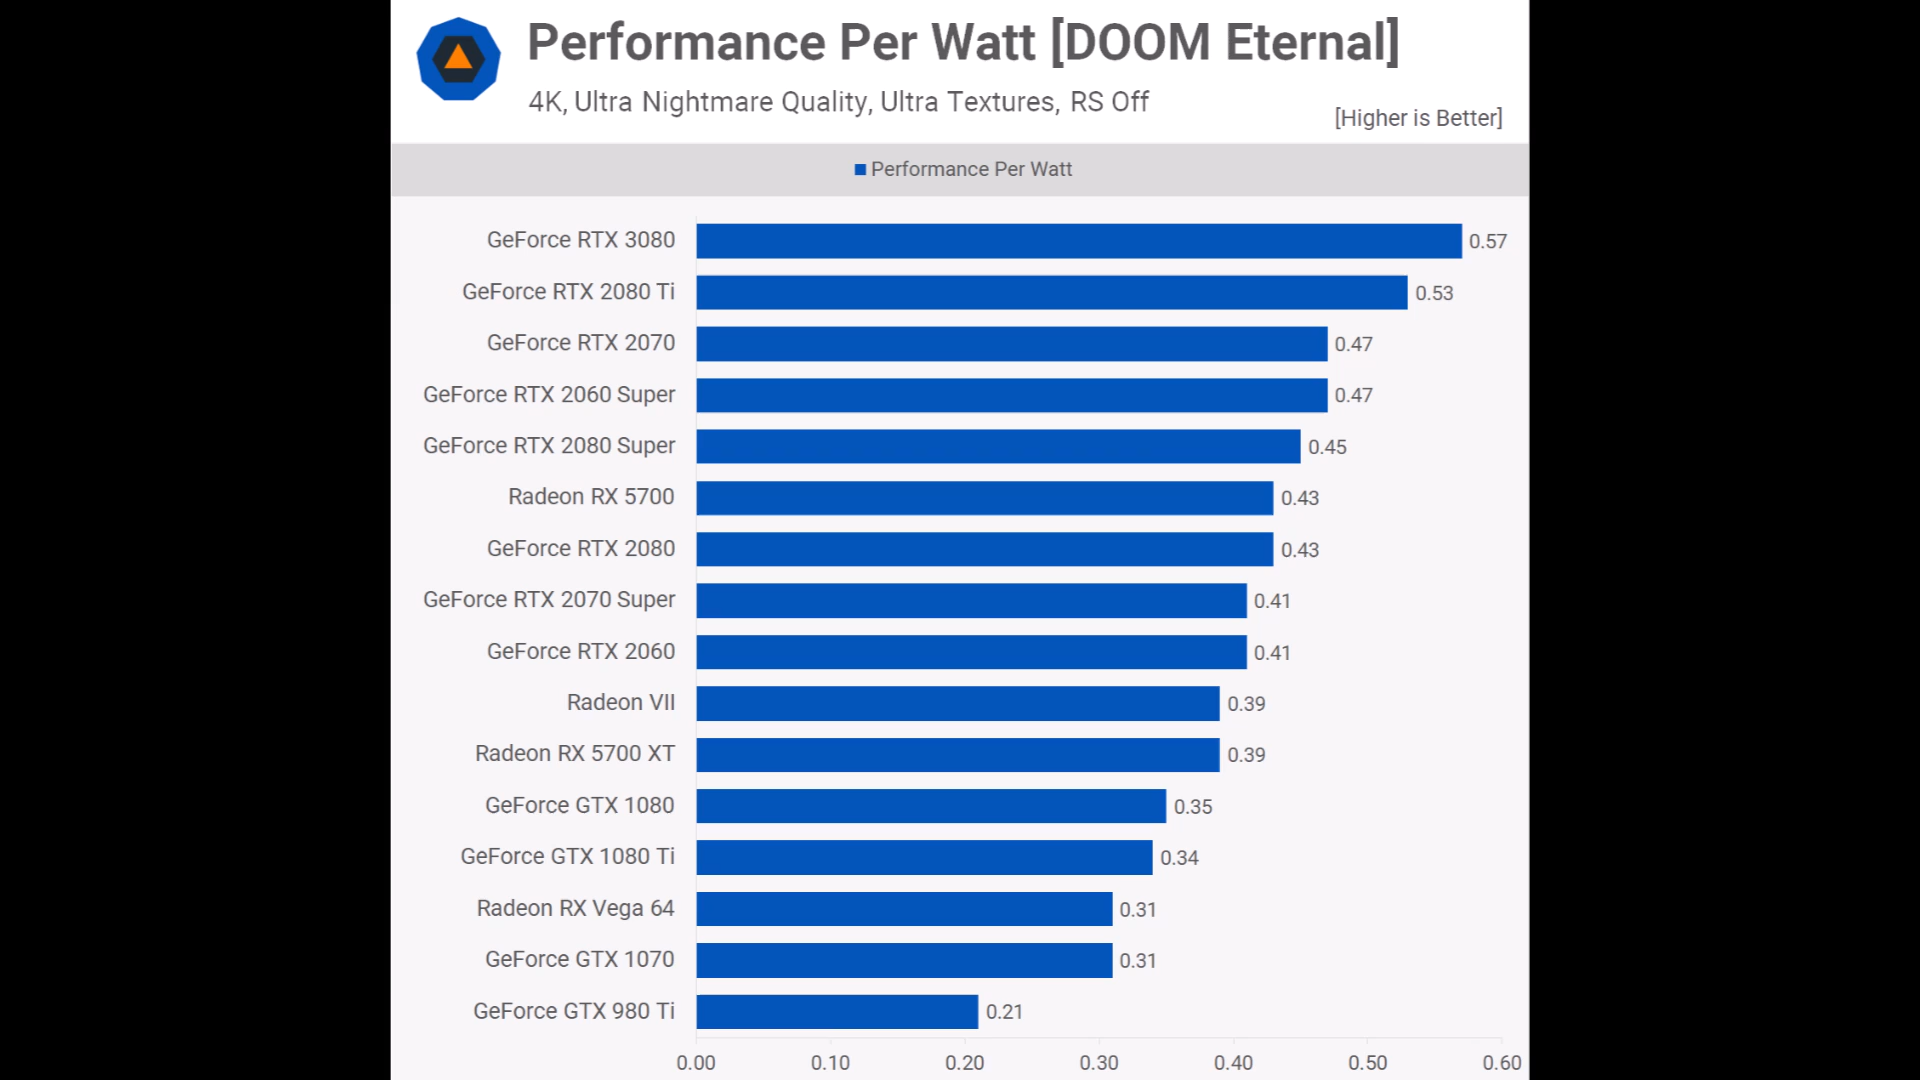 Performance Per Watt [DOOM Eternal]
4K, Ultra Nightmare Quality, Ultra Textures, RS Off
[Higher is Better]
Performance Per Watt
GeForce RTX 3080 0.57
GeForce RTX 2080 Ti 0.53
GeForce RTX 2070 0.47
GeForce RTX 2060 Super 0.47
GeForce RTX 2080 Super 0.45
Radeon RX 5700 0.43
GeForce RTX 2080 0.43
GeForce RTX 2070 Super 0.41
GeForce RTX 2060 0.41
Radeon VII 0.39
Radeon RX 5700 XT 0.39
GeForce GTX 1080 0.35
GeForce GTX 1080 Ti 0.34
Radeon RX Vega 64 0.31
GeForce GTX 1070 0.31
GeForce GTX 980 Ti 0.21
0.00 0.10 0.20 0.30 0.40 0.50 0.60